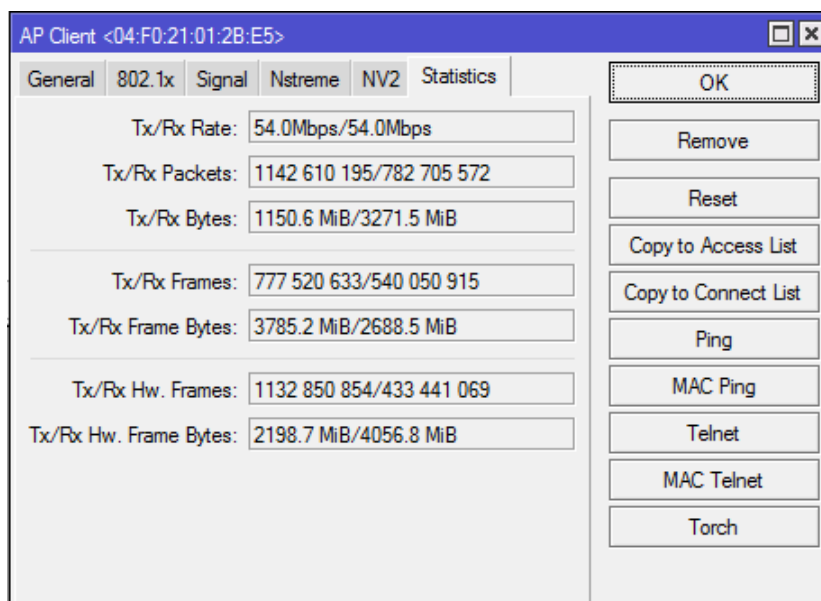 AP Client <04:F0:21:01:2B:E5>
General 802.1x Signal Nstreme NV2 Statistics
Tx/Rx Rate: 54.0Mbps/54.0Mbps
Tx/Rx Packets: 1142 610 195/782 705 572
Tx/Rx Bytes: 1150.6 MiB/3271.5 MiB
Tx/Rx Frames: 777 520 633/540 050 915
Tx/Rx Frame Bytes: 3785.2 MiB/2688.5 MiB
Tx/Rx Hw. Frames: 1132 850 854/433 441 069
Tx/Rx Hw. Frame Bytes: 2198.7 MiB/4056.8 MiB
OK
Remove
Reset
Copy to Access List
Copy to Connect List
Ping
MAC Ping
Telnet
MAC Telnet
Torch